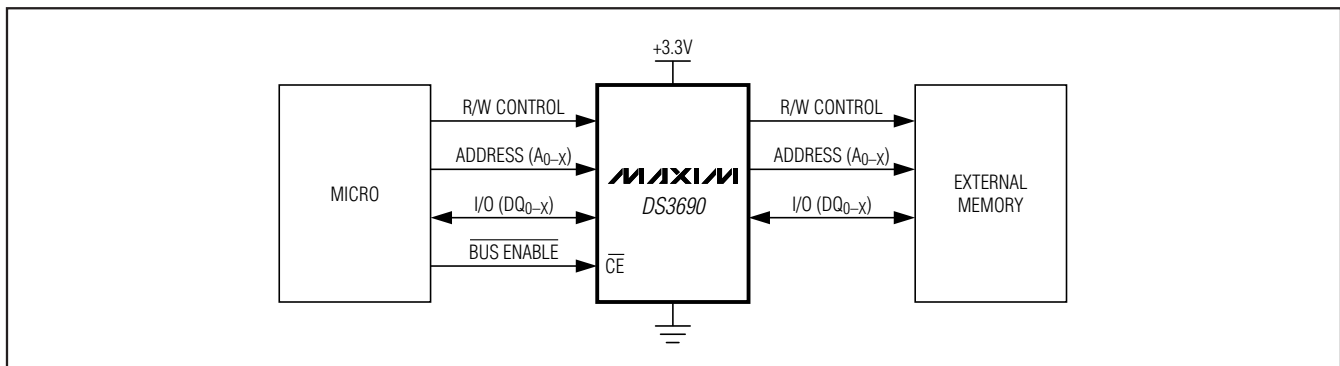 +3.3V
MICRO
R/W CONTROL
ADDRESS (A0–X)
I/O (DQ0–X)
BUS ENABLE
CE
MAXIM
DS3690
R/W CONTROL
ADDRESS (A0–X)
I/O (DQ0–X)
EXTERNAL
MEMORY